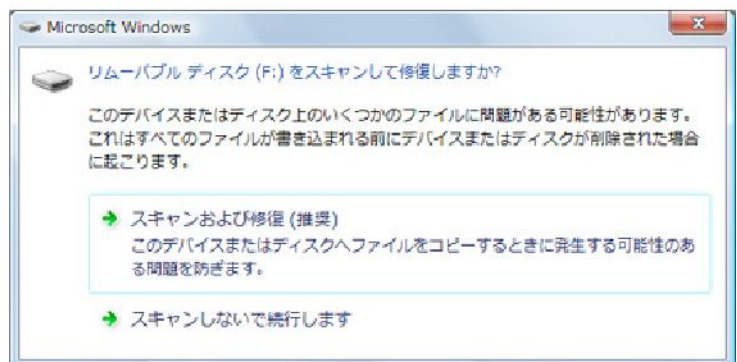 Microsoft Windows
リムーバブル ディスク (F:) をスキャンして修復しますか?
このデバイスまたはディスク上のいくつかのファイルに問題がある可能性があります。
これはすべてのファイルが書き込まれる前にデバイスまたはディスクが削除された場合
に起こります。
スキャンおよび修復 (推奨)
このデバイスまたはディスクへファイルをコピーするときに発生する可能性のあ
る問題を防ぎます。
スキャンしないで続行します